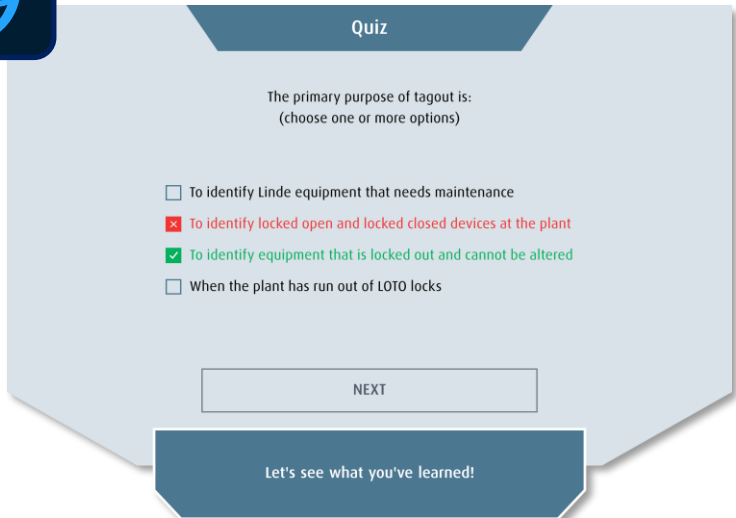 Quiz
The primary purpose of tagout is:
(choose one or more options)
To identify Linde equipment that needs maintenance
To identify locked open and locked closed devices at the plant
To identify equipment that is locked out and cannot be altered
When the plant has run out of LOTO locks
NEXT
Let's see what you've learned!